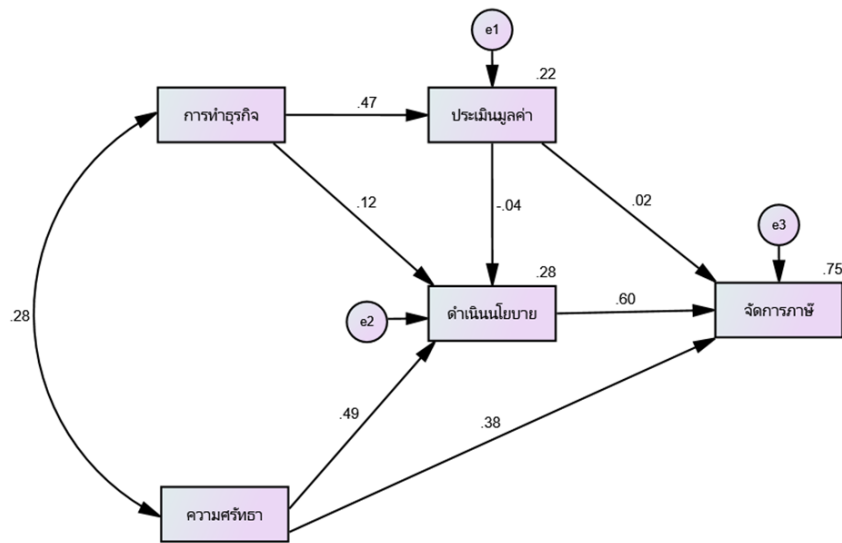 e1
.22
การทำธุรกิจ
.47
ประเมินมูลค่า
.12
-.04
.02
e3
.28
.75
.28
e2
ดำเนินนโยบาย
.60
จัดการภาษี
.49
.38
ความศรัทธา